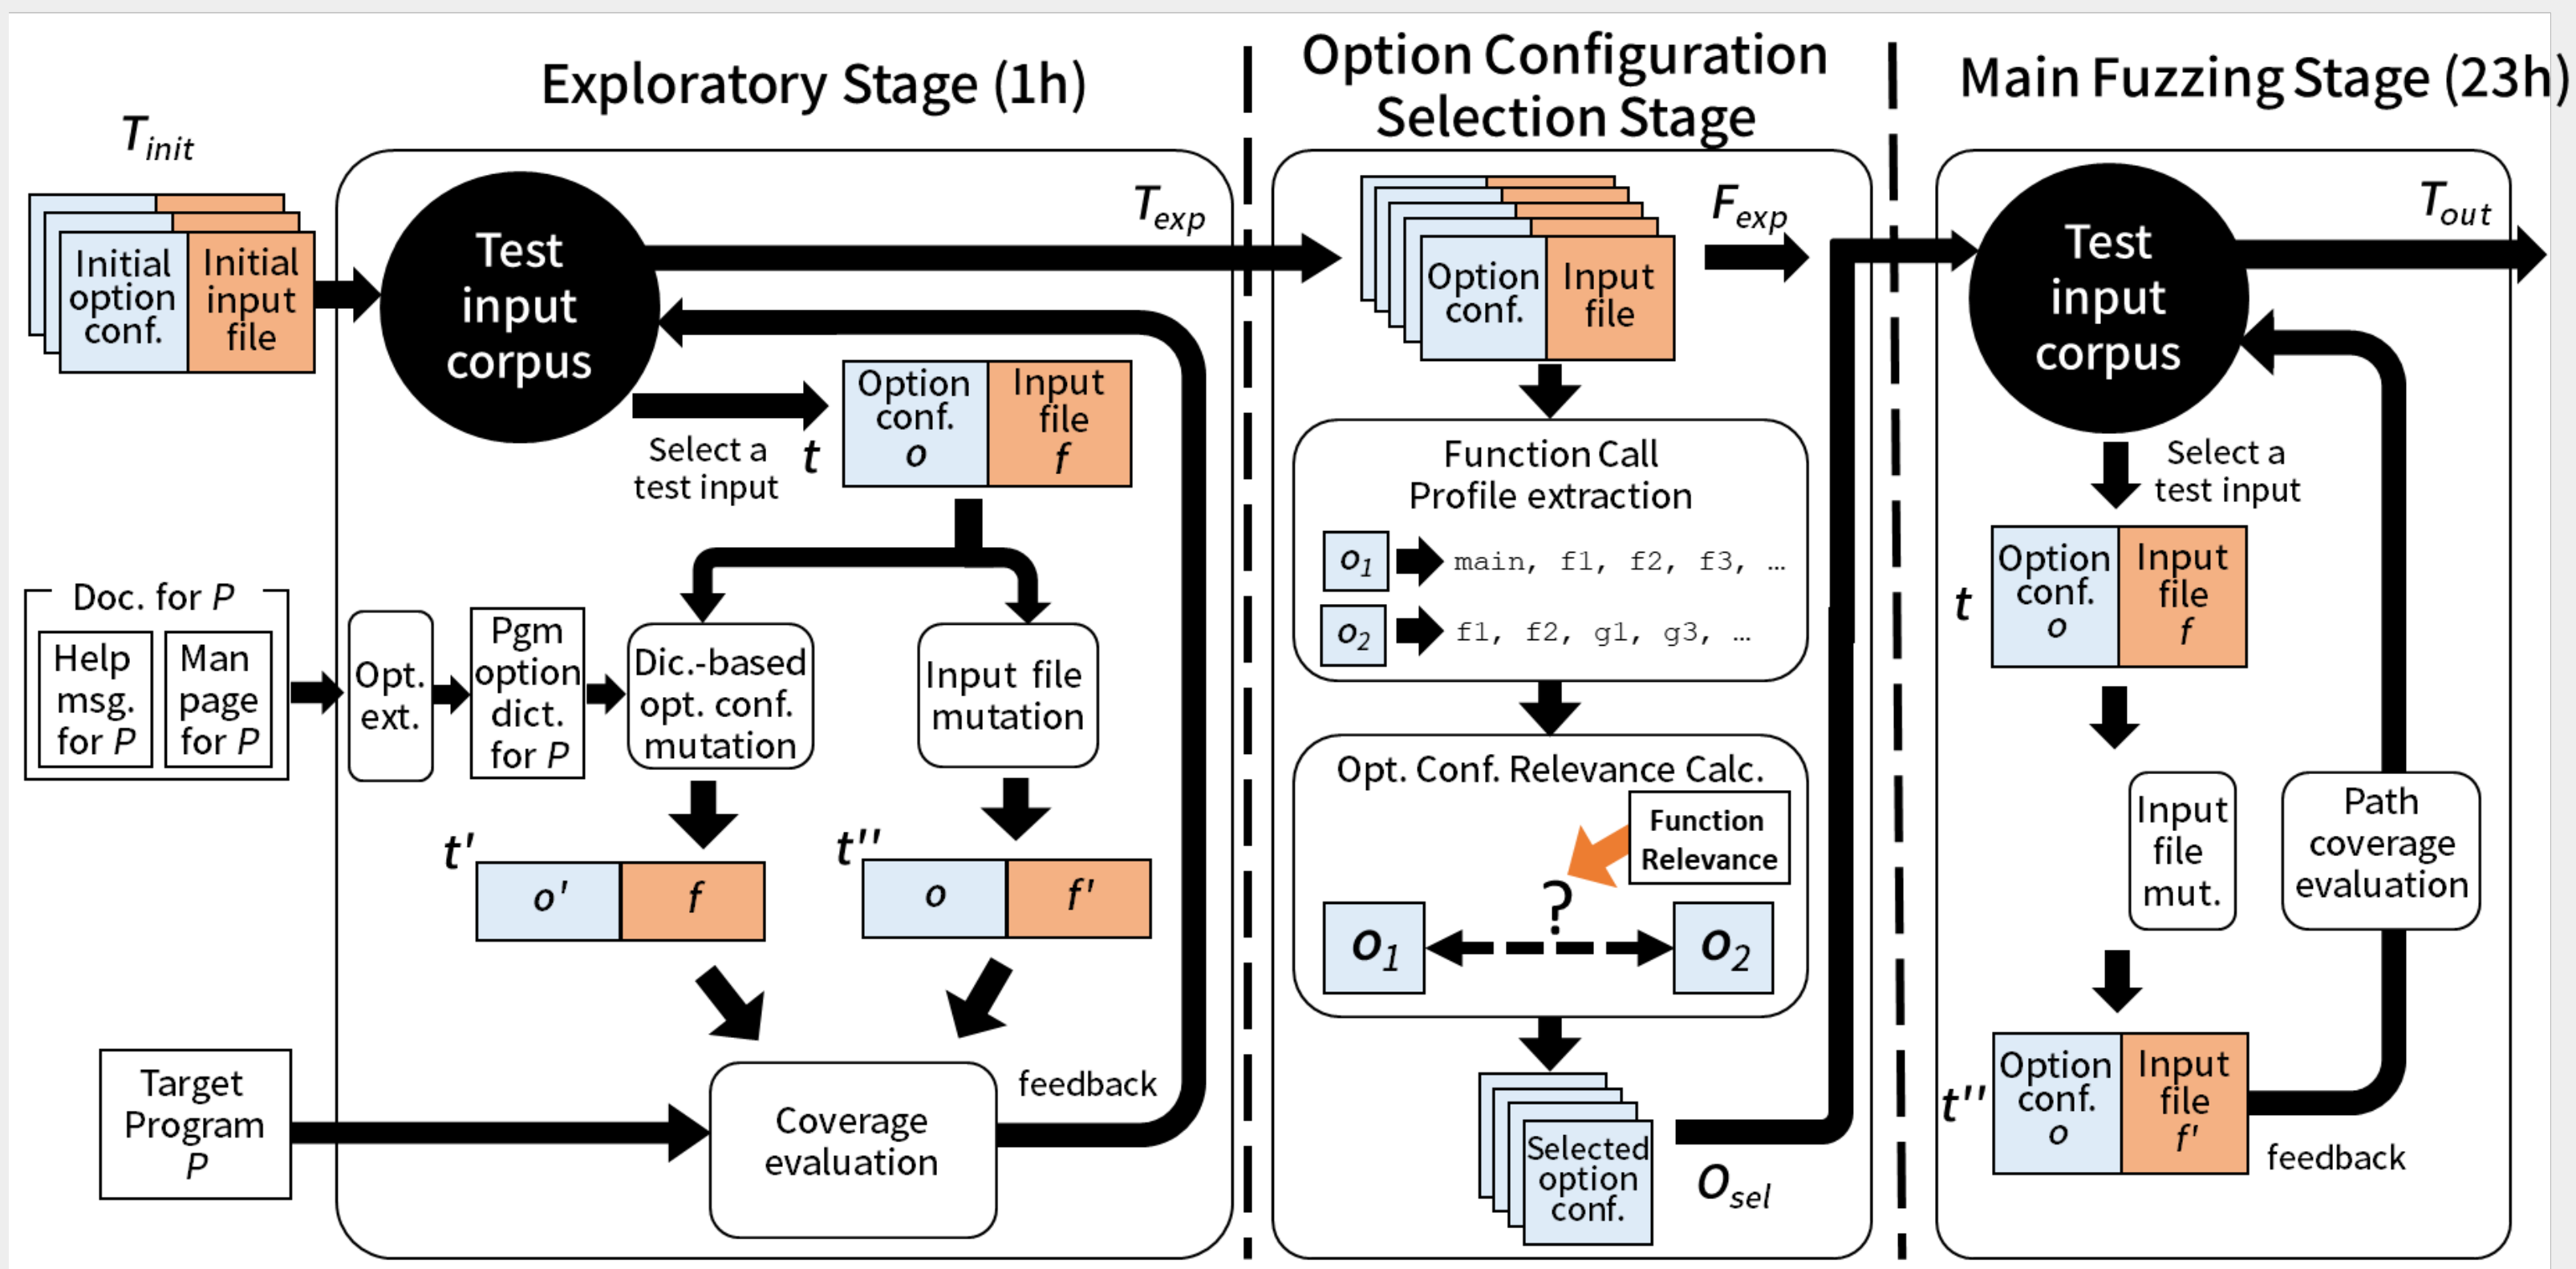 Exploratory Stage (1h)
T_init
Initial
option
conf.
Initial
input
file
Test
input
corpus
T_exp
Select a
test input
t
Option
conf.
o
Input
file
f
Doc. for P
Help
msg.
for P
Man
page
for P
Opt.
ext.
Pgm
option
dict.
for P
Dic.-based
opt. conf.
mutation
Input file
mutation
t'
o'
f
t''
o
f'
Target
Program
P
Coverage
evaluation
feedback
Option Configuration
Selection Stage
Option
conf.
Input
file
F_exp
Function Call
Profile extraction
o_1
main, f1, f2, f3, …
o_2
f1, f2, g1, g3, …
Opt. Conf. Relevance Calc.
Function
Relevance
?
o_1
o_2
Selected
option
conf.
O_sel
Main Fuzzing Stage (23h)
Test
input
corpus
T_out
Select a
test input
t
Option
conf.
o
Input
file
f
Input
file
mut.
Path
coverage
evaluation
t''
Option
conf.
o
Input
file
f'
feedback